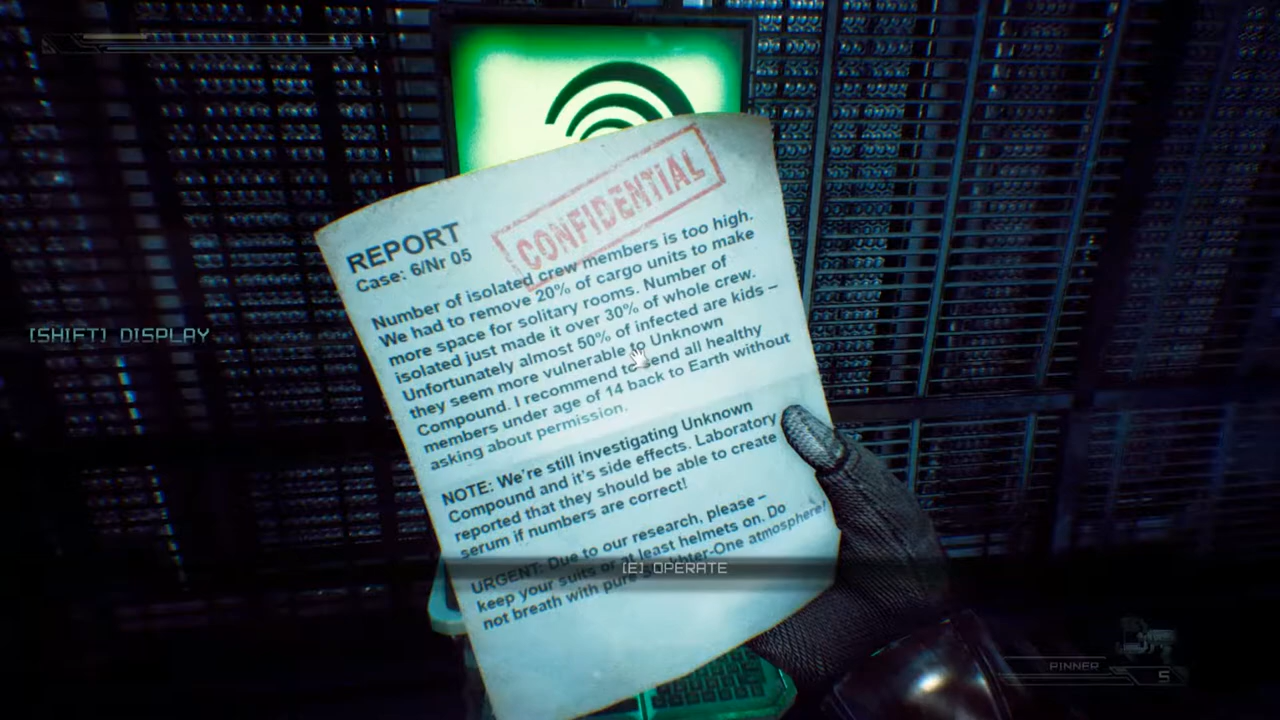 CONFIDENTIAL
REPORT
Case: 6/Nr 05
Number of isolated crew members is too high.
We had to remove 20% of cargo units to make
more space for solitary rooms. Number of
isolated just made it over 30% of whole crew.
Unfortunately almost 50% of infected are kids –
they seem more vulnerable to Unknown
Compound. I recommend to send all healthy
members under age of 14 back to Earth without
asking about permission.
NOTE: We're still investigating Unknown
Compound and it's side effects. Laboratory
reported that they should be able to create
serum if numbers are correct!
URGENT: Due to our research, please –
keep your suits or at least helmets on. Do
not breath with pure atmosphere!
[SHIFT] DISPLAY
[E] OPERATE
PINNER
5